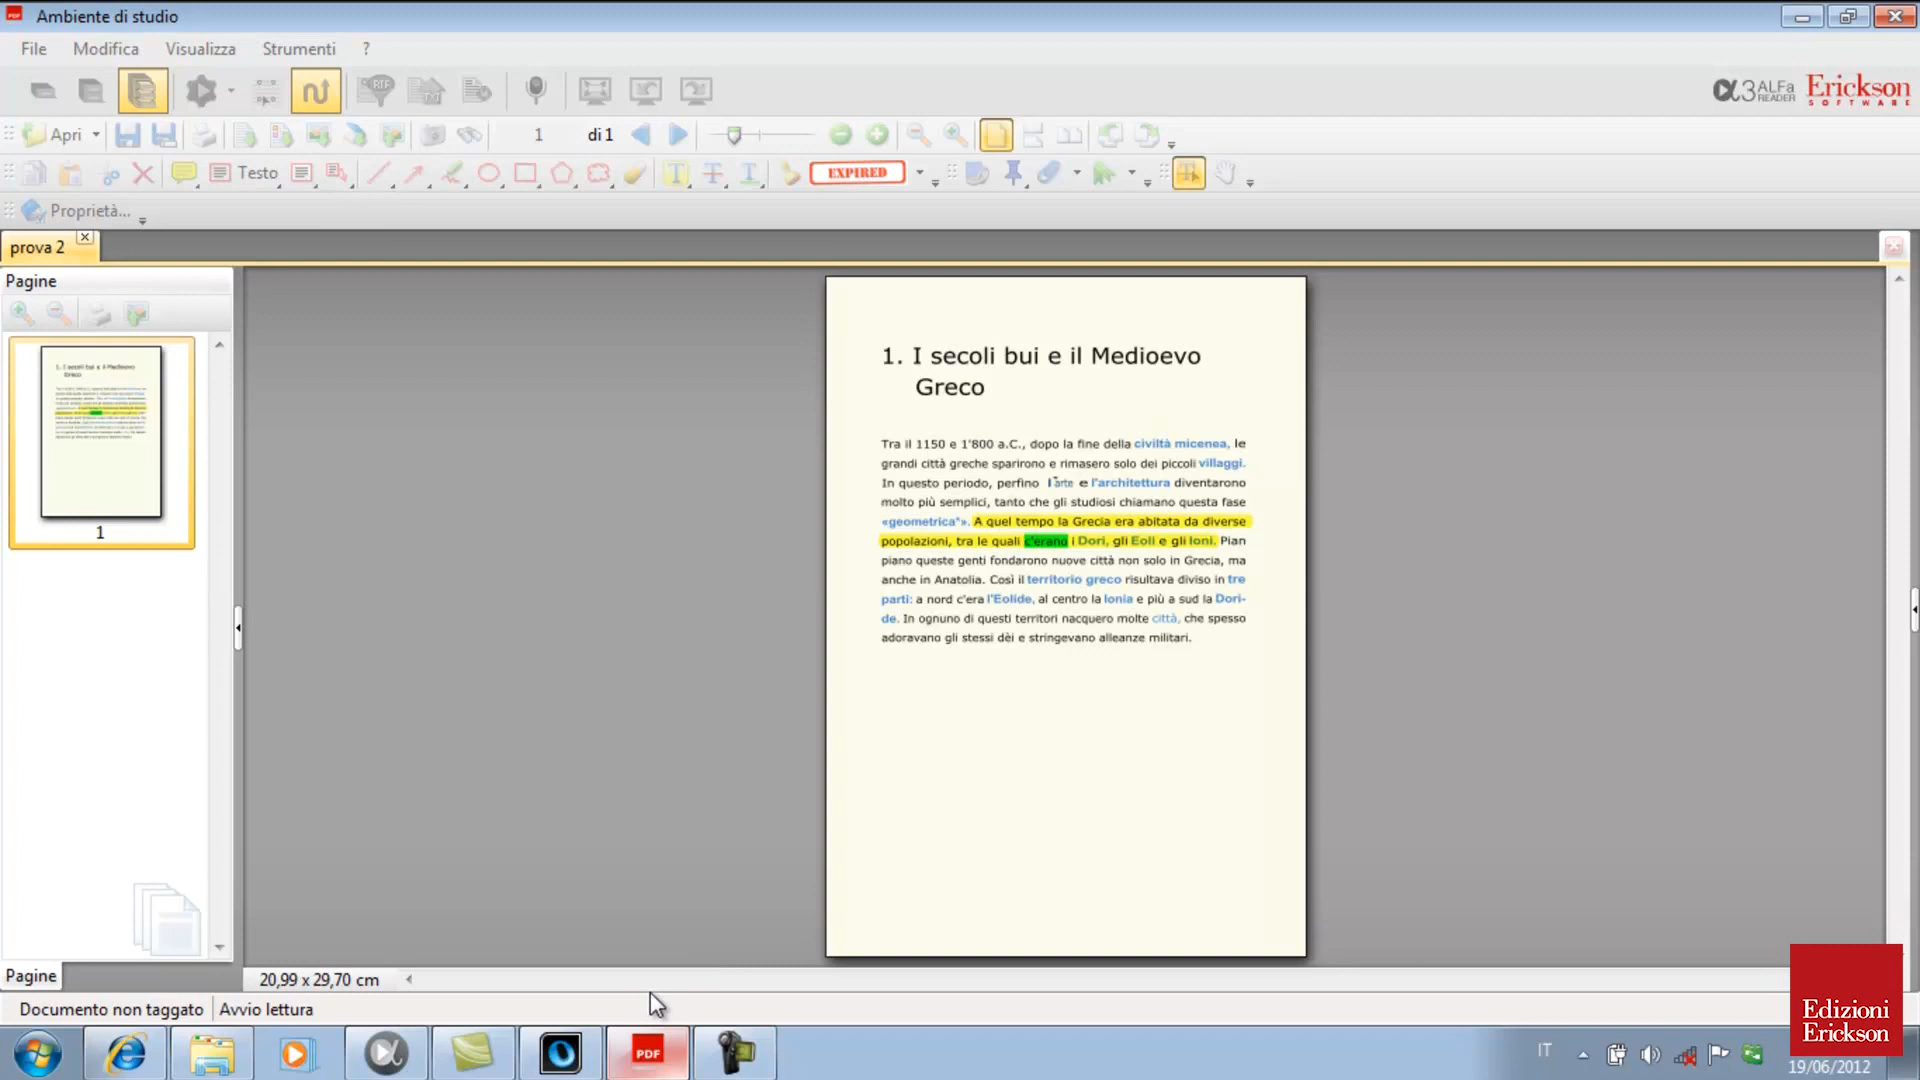 Ambiente di studio
File Modifica Visualizza Strumenti ?
α3 ALFa READER Erickson SOFTWARE
Apri 1 di 1
Testo EXPIRED
Proprietà...
prova 2
Pagine
1. I secoli bui e il Medioevo
Greco
Tra il 1150 e 1'800 a.C., dopo la fine della civiltà micenea, le
grandi città greche sparirono e rimasero solo dei piccoli villaggi.
In questo periodo, perfino l'arte e l'architettura diventarono
molto più semplici, tanto che gli studiosi chiamano questa fase
«geometrica*». A quel tempo la Grecia era abitata da diverse
popolazioni, tra le quali c'erano i Dori, gli Eoli e gli Ioni. Pian
piano queste genti fondarono nuove città non solo in Grecia, ma
anche in Anatolia. Così il territorio greco risultava diviso in tre
parti: a nord c'era l'Eolide, al centro la Ionia e più a sud la Dori-
de. In ognuno di questi territori nacquero molte città, che spesso
adoravano gli stessi dèi e stringevano alleanze militari.
1
Pagine
20,99 x 29,70 cm
Documento non taggato Avvio lettura
Edizioni
Erickson
PDF
IT
19/06/2012